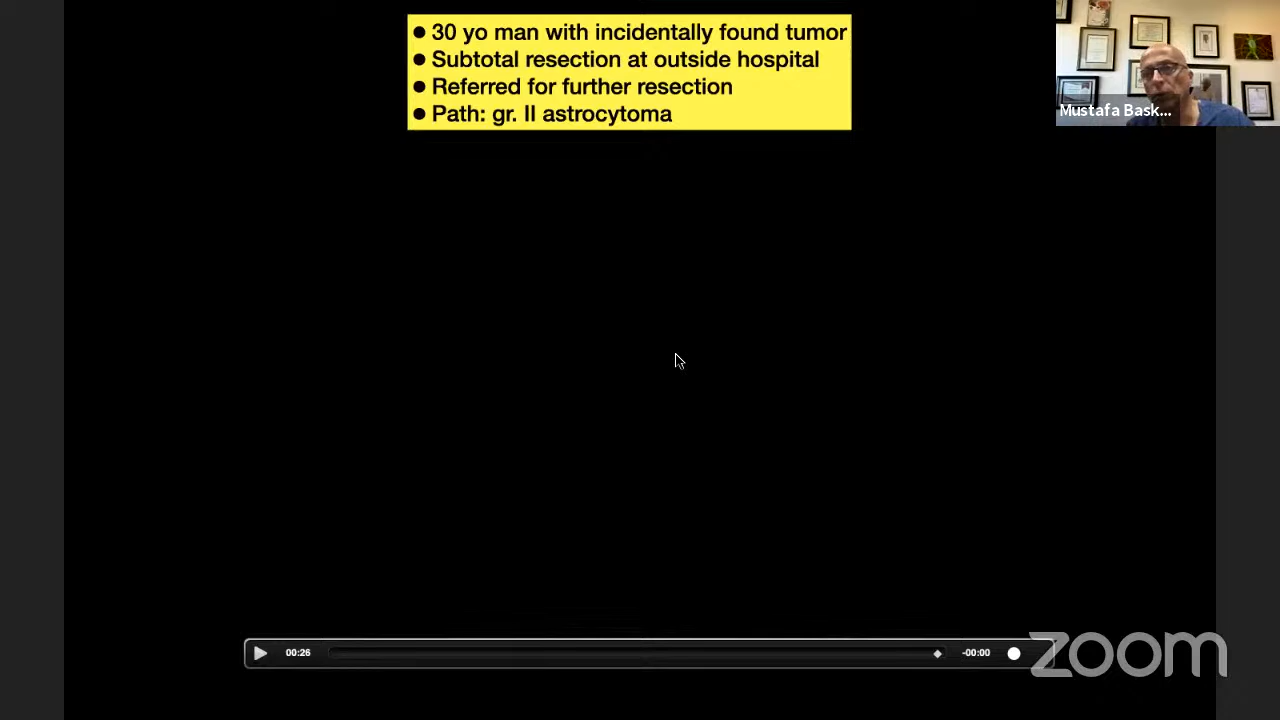 ● 30 yo man with incidentally found tumor
● Subtotal resection at outside hospital
● Referred for further resection
● Path: gr. II astrocytoma
Mustafa Bask...
00:26
-00:00
zoom